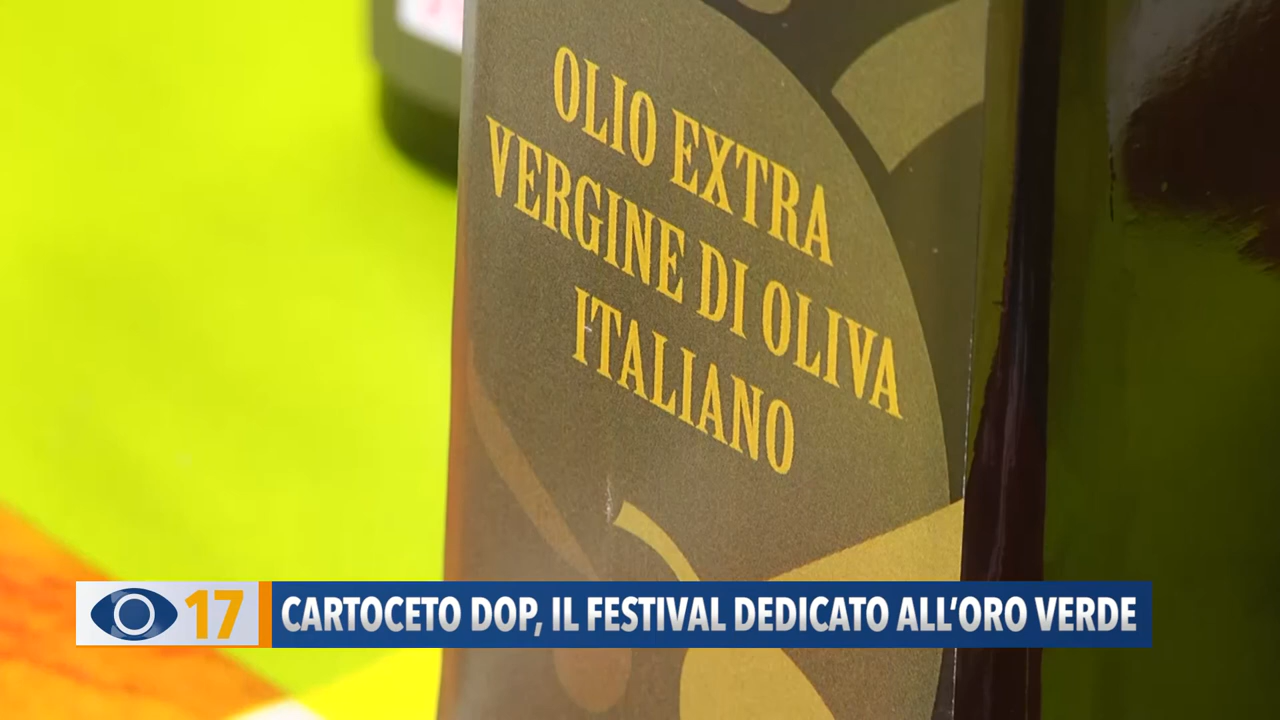 OLIO EXTRA
VERGINE DI OLIVA
ITALIANO
17 CARTOCETO DOP, IL FESTIVAL DEDICATO ALL'ORO VERDE